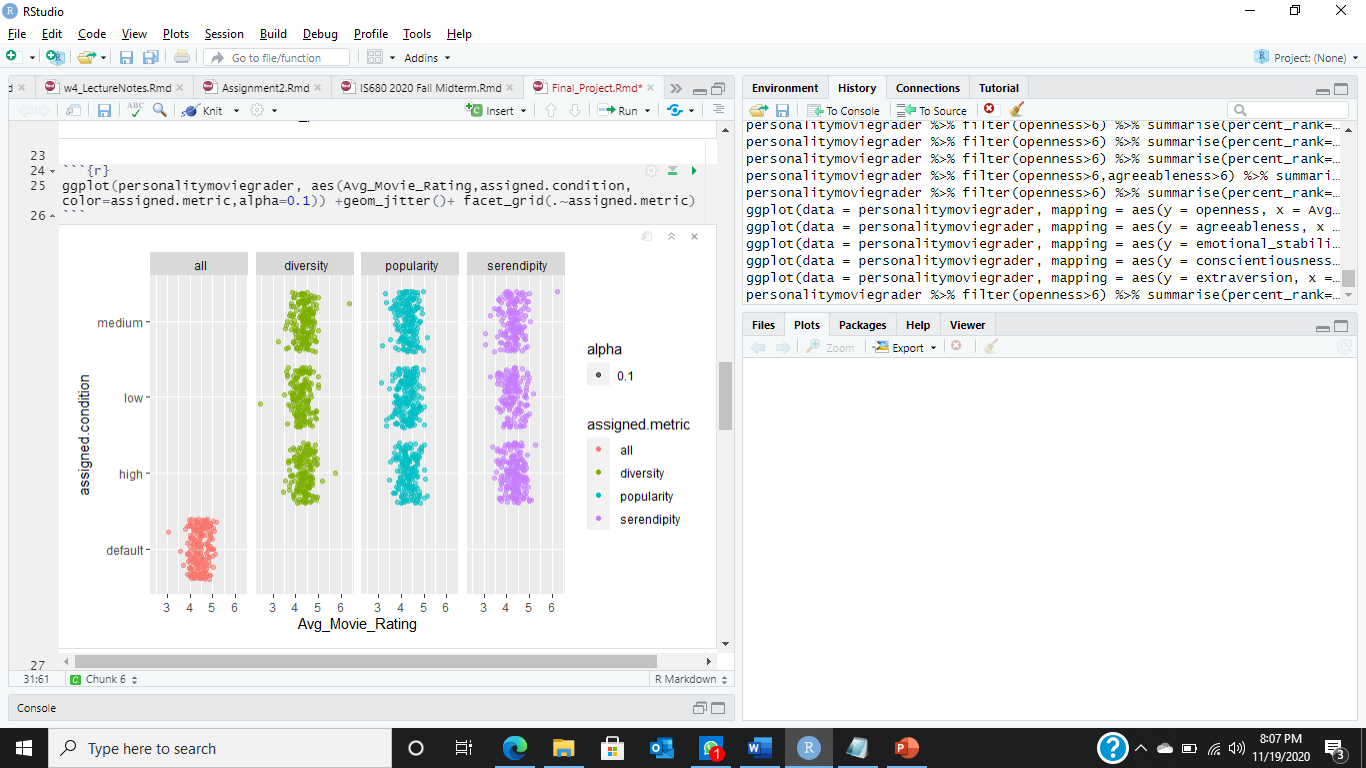 RStudio
File Edit Code View Plots Session Build Debug Profile Tools Help
Go to file/function Addins Project: (None)
d w4_LectureNotes.Rmd Assignment2.Rmd IS680 2020 Fall Midterm.Rmd Final_Project.Rmd*
ABC Knit Insert Run
23
24 ```{r}
25 ggplot(personalitymoviegrader, aes(Avg_Movie_Rating,assigned.condition,
color=assigned.metric,alpha=0.1)) +geom_jitter()+ facet_grid(.~assigned.metric)
26 ```
all diversity popularity serendipity
medium
low
high
default
assigned.condition
3 4 5 6 3 4 5 6 3 4 5 6 3 4 5 6
Avg_Movie_Rating
alpha
0.1
assigned.metric
all
diversity
popularity
serendipity
27
31:61 Chunk 6 R Markdown
Console
Environment History Connections Tutorial
To Console To Source
personalitymoviegrader %>% filter(openness>6) %>% summarise(percent_rank=…
personalitymoviegrader %>% filter(openness>6) %>% summarise(percent_rank=…
personalitymoviegrader %>% filter(openness>6) %>% summarise(percent_rank=…
personalitymoviegrader %>% filter(openness>6,agreeableness>6) %>% summari…
personalitymoviegrader %>% filter(openness>6) %>% summarise(percent_rank=…
ggplot(data = personalitymoviegrader, mapping = aes(y = openness, x = Avg…
ggplot(data = personalitymoviegrader, mapping = aes(y = agreeableness, x …
ggplot(data = personalitymoviegrader, mapping = aes(y = emotional_stabili…
ggplot(data = personalitymoviegrader, mapping = aes(y = conscientiousness…
ggplot(data = personalitymoviegrader, mapping = aes(y = extraversion, x =…
personalitymoviegrader %>% filter(openness>6) %>% summarise(percent_rank=…
Files Plots Packages Help Viewer
Zoom Export
Type here to search
8:07 PM
11/19/2020